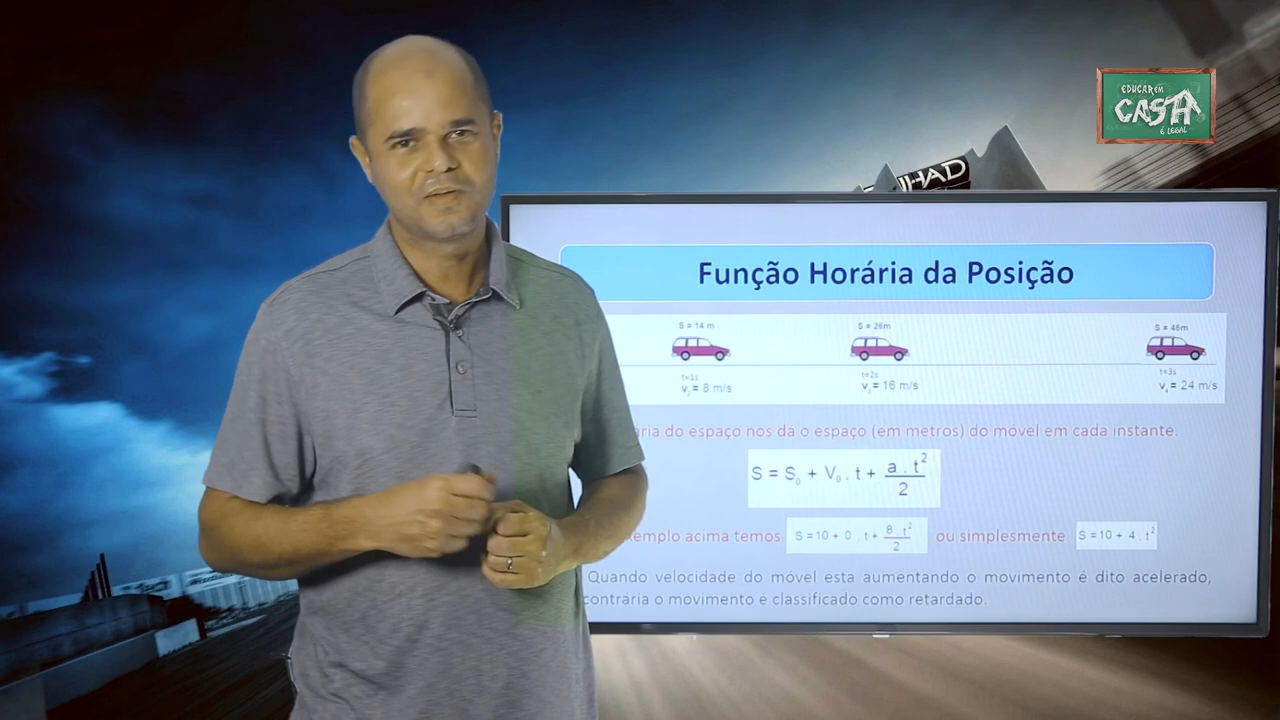 EDUCAR EM
CASA
É LEGAL
IHAD
Função Horária da Posição
S = 14 m
S = 26m
S = 46m
t=1s
t=2s
t=3s
v = 8 m/s
v = 16 m/s
v = 24 m/s
ria do espaço nos dá o espaço (em metros) do móvel em cada instante.
S = S₀ + V₀ . t + a . t² / 2
emplo acima temos S =10 + 0 . t + 8 . t² / 2 ou simplesmente S =10 + 4 . t²
Quando velocidade do móvel esta aumentando o movimento é dito acelerado,
contrária o movimento é classificado como retardado.